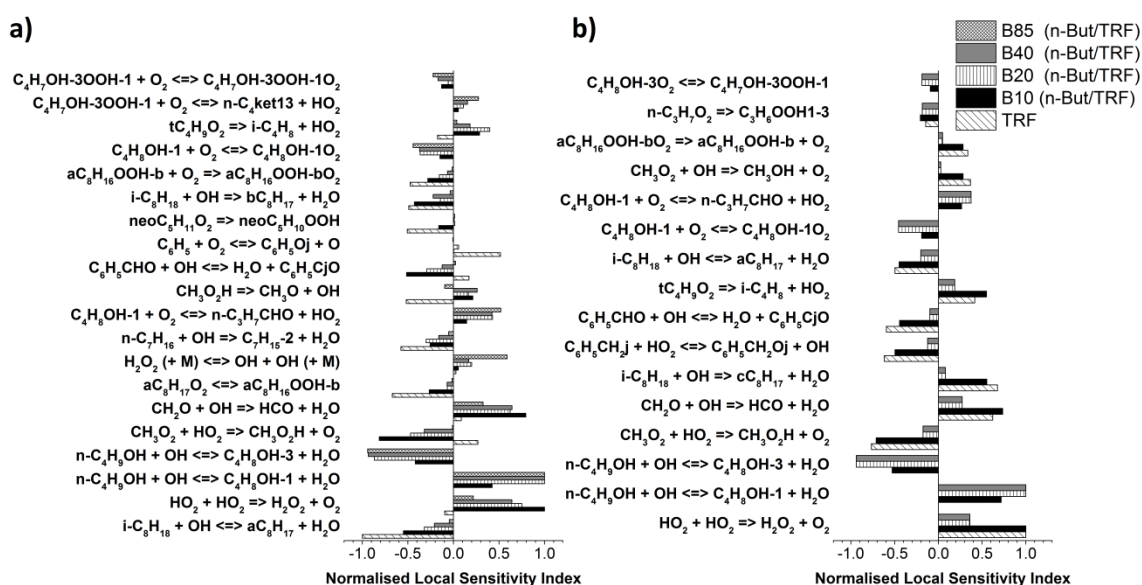 a)
C₄H₇OH-3OOH-1 + O₂ <=> C₄H₇OH-3OOH-1O₂
C₄H₇OH-3OOH-1 + O₂ <=> n-C₄ket13 + HO₂
tC₄H₉O₂ => i-C₄H₈ + HO₂
C₄H₈OH-1 + O₂ <=> C₄H₈OH-1O₂
aC₈H₁₆OOH-b + O₂ => aC₈H₁₆OOH-bO₂
i-C₈H₁₈ + OH => bC₈H₁₇ + H₂O
neoC₅H₁₁O₂ => neoC₅H₁₀OOH
C₆H₅ + O₂ <=> C₆H₅Oj + O
C₆H₅CHO + OH <=> H₂O + C₆H₅CjO
CH₃O₂H => CH₃O + OH
C₄H₈OH-1 + O₂ <=> n-C₃H₇CHO + HO₂
n-C₇H₁₆ + OH => C₇H₁₅-2 + H₂O
H₂O₂ (+ M) <=> OH + OH (+ M)
aC₈H₁₇O₂ <=> aC₈H₁₆OOH-b
CH₂O + OH => HCO + H₂O
CH₃O₂ + HO₂ => CH₃O₂H + O₂
n-C₄H₉OH + OH <=> C₄H₈OH-3 + H₂O
n-C₄H₉OH + OH <=> C₄H₈OH-1 + H₂O
HO₂ + HO₂ => H₂O₂ + O₂
i-C₈H₁₈ + OH <=> aC₈H₁₇ + H₂O
-1.0 -0.5 0.0 0.5 1.0
Normalised Local Sensitivity Index
b)
C₄H₈OH-3O₂ => C₄H₇OH-3OOH-1
n-C₃H₇O₂ => C₃H₆OOH1-3
aC₈H₁₆OOH-bO₂ => aC₈H₁₆OOH-b + O₂
CH₃O₂ + OH => CH₃OH + O₂
C₄H₈OH-1 + O₂ <=> n-C₃H₇CHO + HO₂
C₄H₈OH-1 + O₂ <=> C₄H₈OH-1O₂
i-C₈H₁₈ + OH <=> aC₈H₁₇ + H₂O
tC₄H₉O₂ => i-C₄H₈ + HO₂
C₆H₅CHO + OH <=> H₂O + C₆H₅CjO
C₆H₅CH₂j + HO₂ <=> C₆H₅CH₂Oj + OH
i-C₈H₁₈ + OH => cC₈H₁₇ + H₂O
CH₂O + OH => HCO + H₂O
CH₃O₂ + HO₂ => CH₃O₂H + O₂
n-C₄H₉OH + OH <=> C₄H₈OH-3 + H₂O
n-C₄H₉OH + OH <=> C₄H₈OH-1 + H₂O
HO₂ + HO₂ => H₂O₂ + O₂
-1.0 -0.5 0.0 0.5 1.0
Normalised Local Sensitivity Index
B85 (n-But/TRF)
B40 (n-But/TRF)
B20 (n-But/TRF)
B10 (n-But/TRF)
TRF